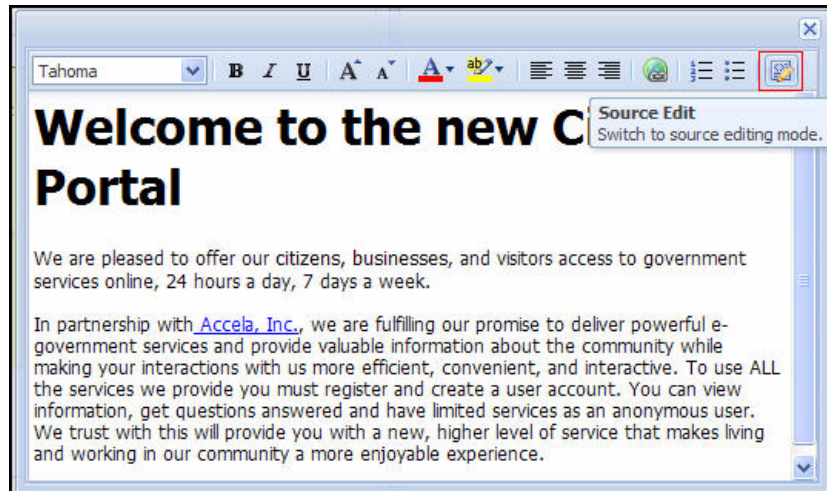 Tahoma B I U A A A ab
Source Edit
Switch to source editing mode.
Welcome to the new Ci
Portal
We are pleased to offer our citizens, businesses, and visitors access to government
services online, 24 hours a day, 7 days a week.
In partnership with Accela, Inc., we are fulfilling our promise to deliver powerful e-
government services and provide valuable information about the community while
making your interactions with us more efficient, convenient, and interactive. To use ALL
the services we provide you must register and create a user account. You can view
information, get questions answered and have limited services as an anonymous user.
We trust with this will provide you with a new, higher level of service that makes living
and working in our community a more enjoyable experience.